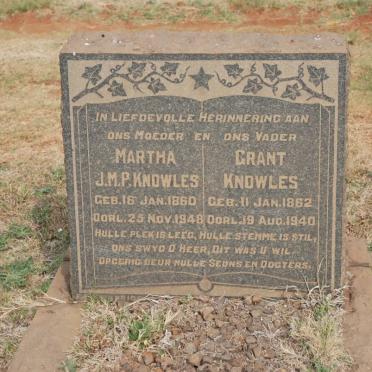 In Liefdevolle Herinnering aan
ons Moeder en ons Vader
Martha Grant
J.M.P. Knowles Knowles
Geb. 16 Jan. 1860 Geb. 11 Jan. 1862
Oorl. 25 Nov. 1948 Oorl. 19 Aug. 1940
Hulle plek is leeg, Hulle stemme is stil,
Ons swyg O Heer, Dit was U wil
Opgerig deur hulle Seuns en Dogters.